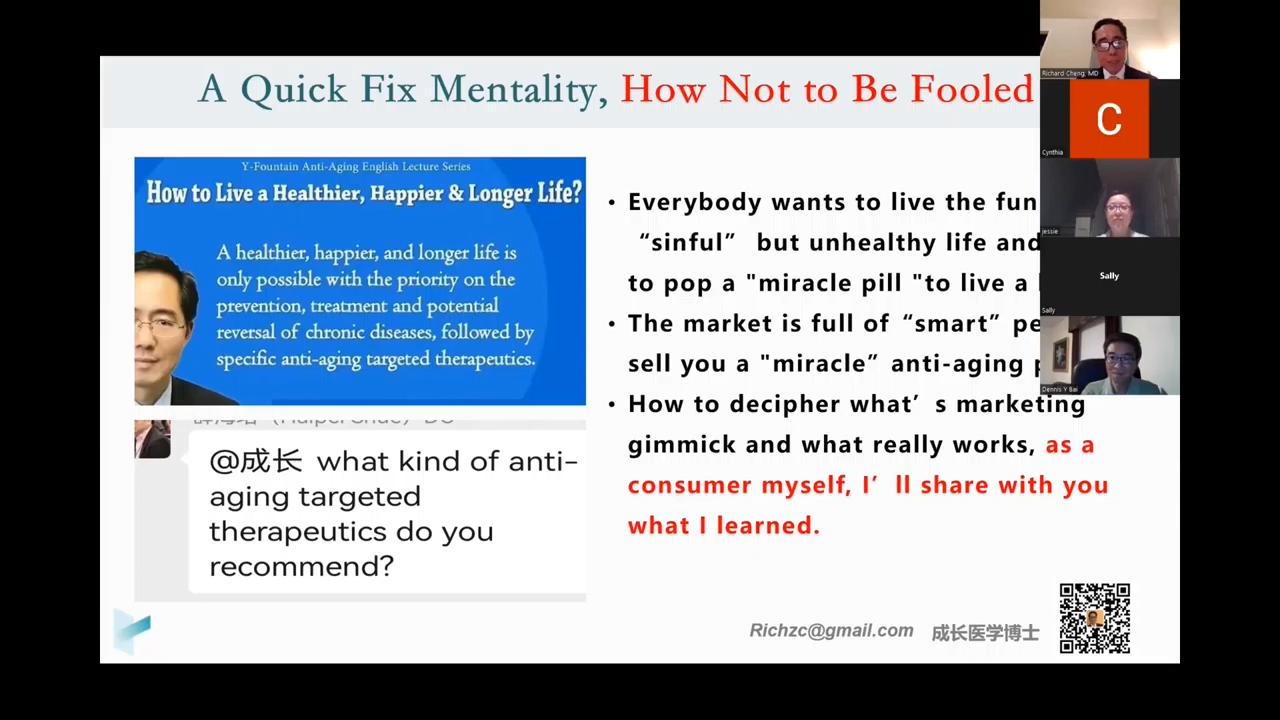 A Quick Fix Mentality, How Not to Be Fooled
Richard Cheng, MD
C
Cynthia
jessie
Sally
Sally
Dennis Y Bai
Y-Fountain Anti-Aging English Lecture Series
How to Live a Healthier, Happier & Longer Life?
A healthier, happier, and longer life is
only possible with the priority on the
prevention, treatment and potential
reversal of chronic diseases, followed by
specific anti-aging targeted therapeutics.
@成长 what kind of anti-
aging targeted
therapeutics do you
recommend?
• Everybody wants to live the fun
“sinful” but unhealthy life and
to pop a "miracle pill "to live a
• The market is full of “smart” pe
sell you a "miracle” anti-aging
• How to decipher what’s marketing
gimmick and what really works, as a
consumer myself, I’ll share with you
what I learned.
Richzc@gmail.com 成长医学博士